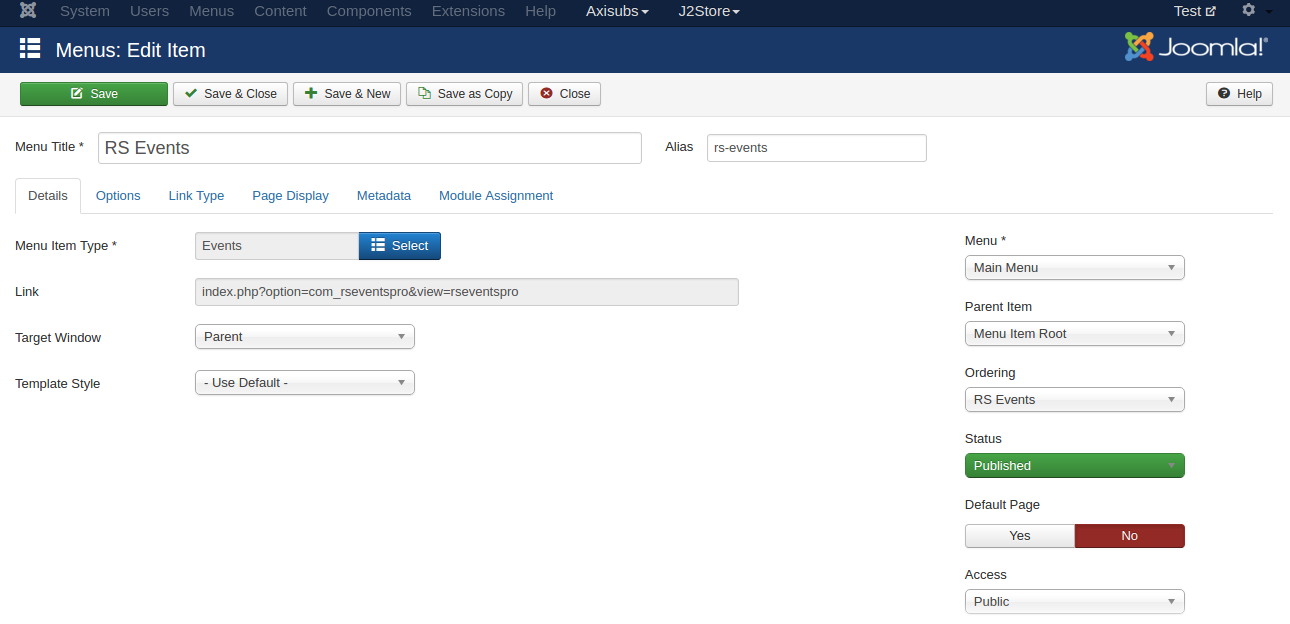 System Users Menus Content Components Extensions Help Axisubs J2Store Test
Menus: Edit Item Joomla!®
Save Save & Close Save & New Save as Copy Close Help
Menu Title * RS Events Alias rs-events
Details Options Link Type Page Display Metadata Module Assignment
Menu Item Type * Events Select
Link index.php?option=com_rseventspro&view=rseventspro
Target Window Parent
Template Style - Use Default -
Menu *
Main Menu
Parent Item
Menu Item Root
Ordering
RS Events
Status
Published
Default Page
Yes No
Access
Public